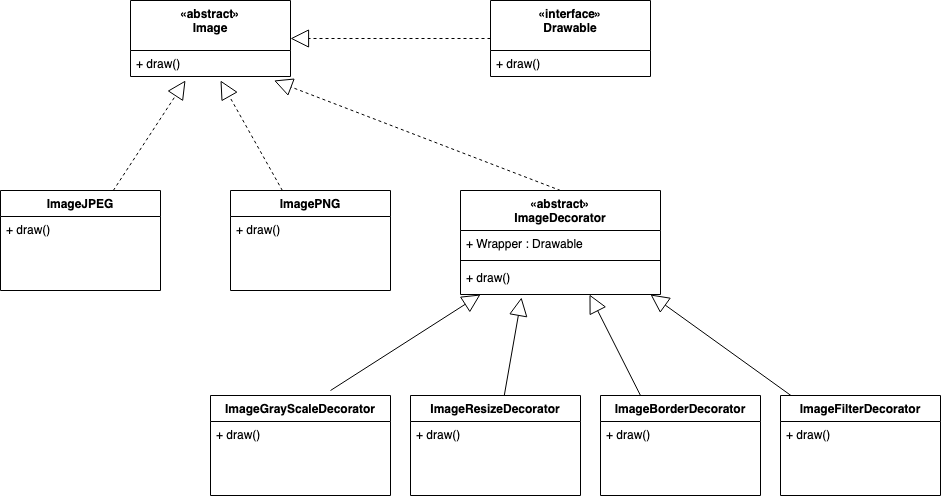 «abstract»
Image
+ draw()
«interface»
Drawable
+ draw()
ImageJPEG
+ draw()
ImagePNG
+ draw()
«abstract»
ImageDecorator
+ Wrapper : Drawable
+ draw()
ImageGrayScaleDecorator
+ draw()
ImageResizeDecorator
+ draw()
ImageBorderDecorator
+ draw()
ImageFilterDecorator
+ draw()